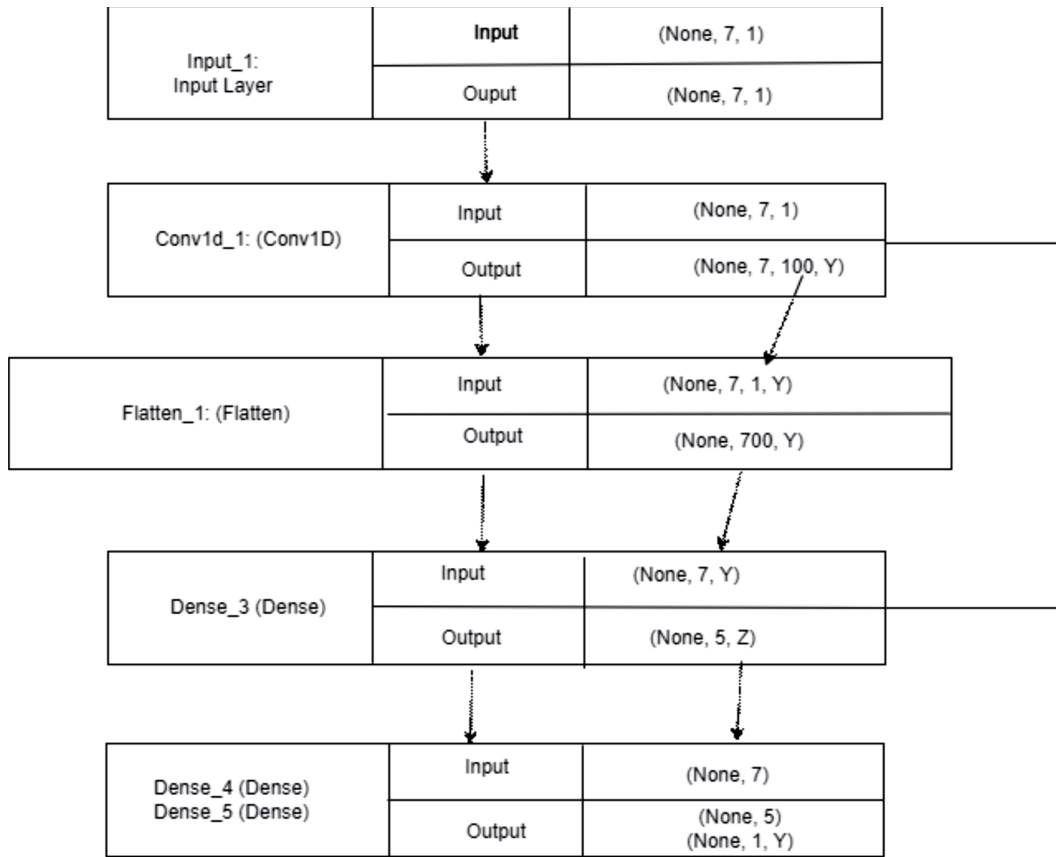 Input_1:
Input Layer
Input
(None, 7, 1)
Ouput
(None, 7, 1)
Conv1d_1: (Conv1D)
Input
(None, 7, 1)
Output
(None, 7, 100, Y)
Flatten_1: (Flatten)
Input
(None, 7, 1, Y)
Output
(None, 700, Y)
Dense_3 (Dense)
Input
(None, 7, Y)
Output
(None, 5, Z)
Dense_4 (Dense)
Dense_5 (Dense)
Input
(None, 7)
Output
(None, 5)
(None, 1, Y)